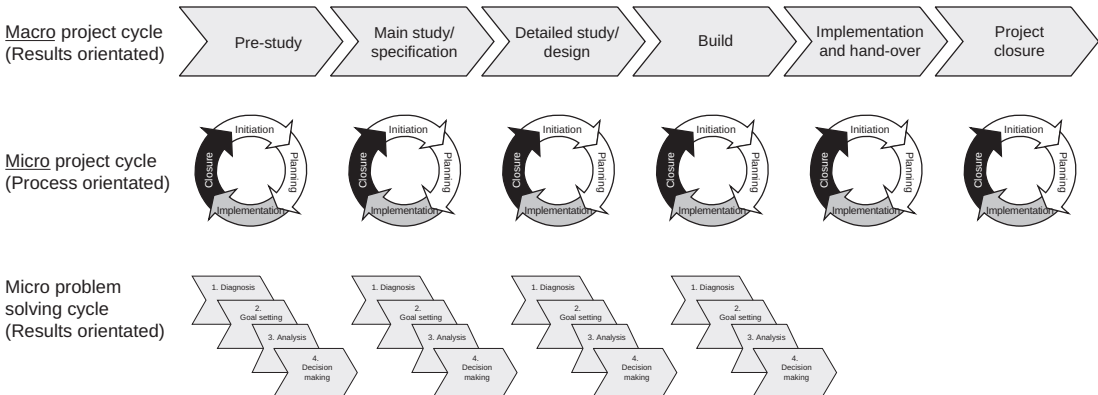 Macro project cycle
(Results orientated)
Pre-study
Main study/
specification
Detailed study/
design
Build
Implementation
and hand-over
Project
closure
Micro project cycle
(Process orientated)
Initiation
Planning
Implementation
Closure
Initiation
Planning
Implementation
Closure
Initiation
Planning
Implementation
Closure
Initiation
Planning
Implementation
Closure
Initiation
Planning
Implementation
Closure
Initiation
Planning
Implementation
Closure
Micro problem
solving cycle
(Results orientated)
1. Diagnosis
2.
Goal setting
3. Analysis
4.
Decision
making
1. Diagnosis
2.
Goal setting
3. Analysis
4.
Decision
making
1. Diagnosis
2.
Goal setting
3. Analysis
4.
Decision
making
1. Diagnosis
2.
Goal setting
3. Analysis
4.
Decision
making